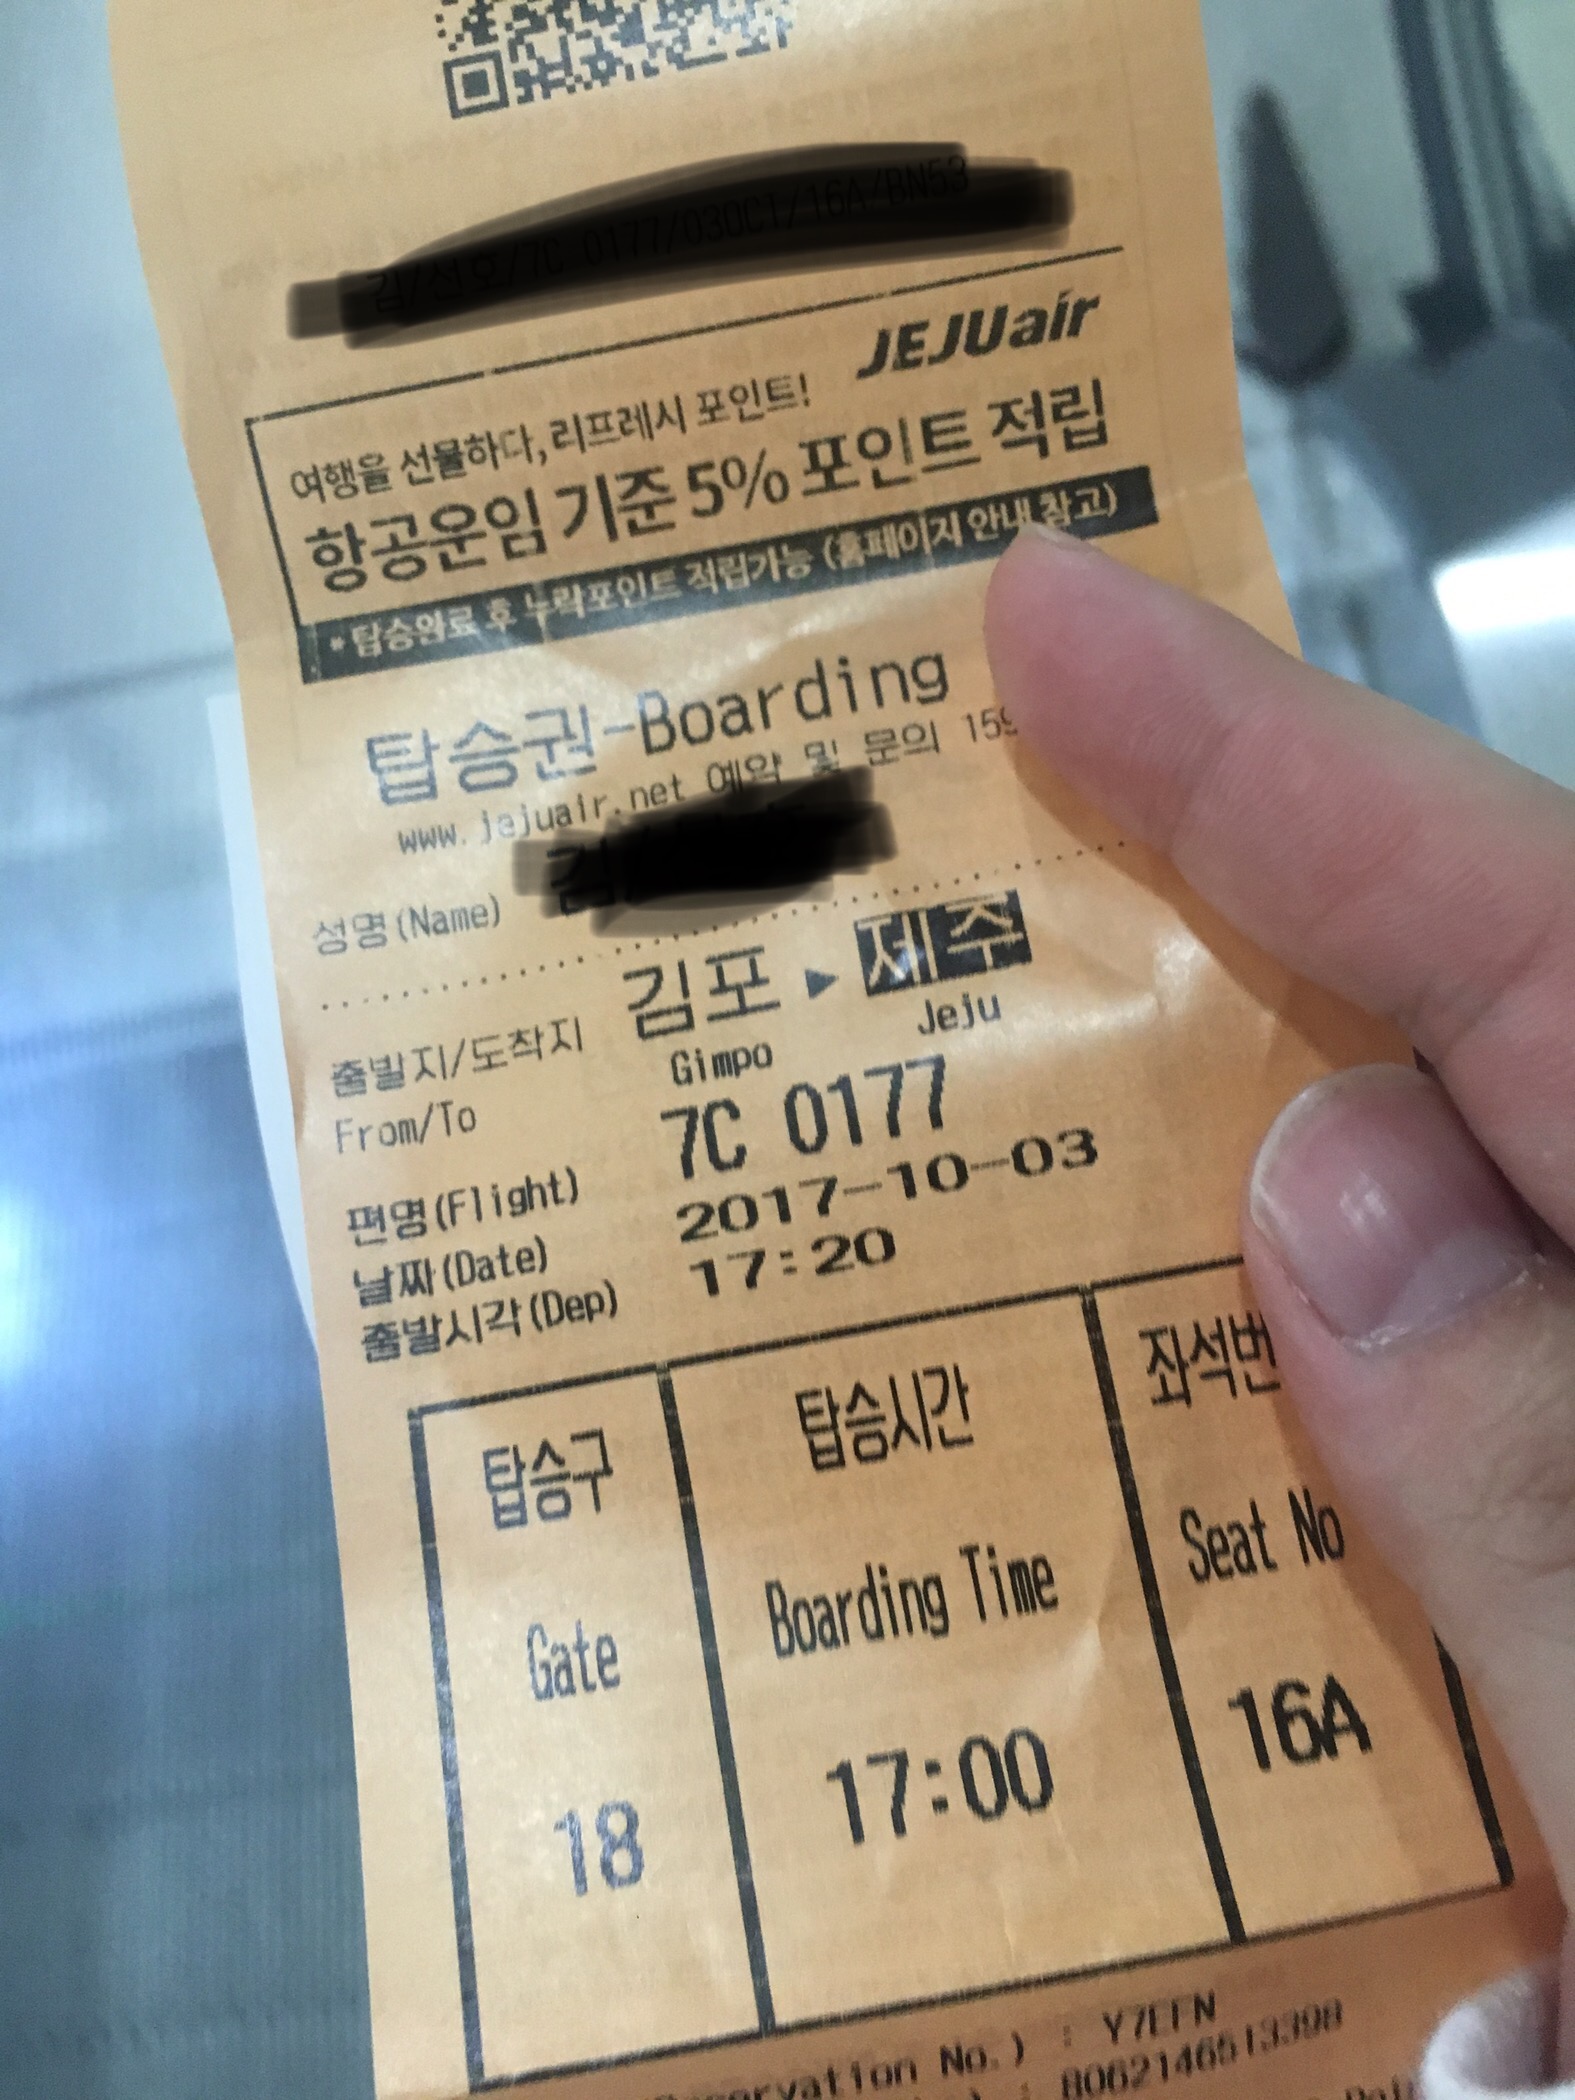 JEJUair
여행을 선물하다, 리프레시 포인트!
항공운임 기준 5% 포인트 적립
*탑승완료 후 누락포인트 적립가능 (홈페이지 안내 참고)
탑승권-Boarding
www.jejuair.net 예약 및 문의 15
성명(Name)
출발지/도착지 김포 ▶ 제주
From/To Gimpo Jeju
편명(Flight) 7C 0177
날짜(Date) 2017-10-03
출발시각(Dep) 17:20
탑승구 탑승시간 좌석번
Gate Boarding Time Seat No
18 17:00 16A
No.) :